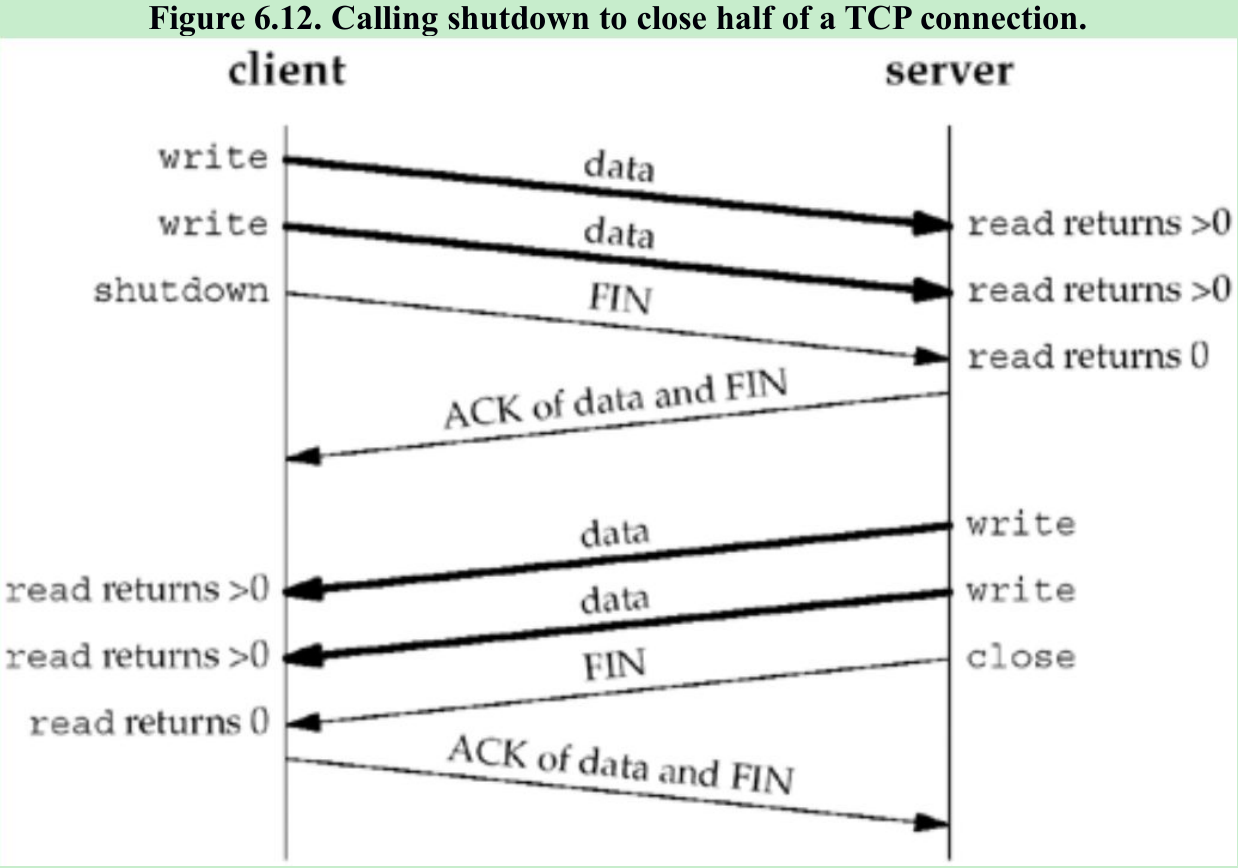 Figure 6.12. Calling shutdown to close half of a TCP connection.
client server
write data
read returns >0
write data
read returns >0
shutdown FIN
read returns 0
ACK of data and FIN
data write
read returns >0
data write
read returns >0
FIN close
read returns 0
ACK of data and FIN